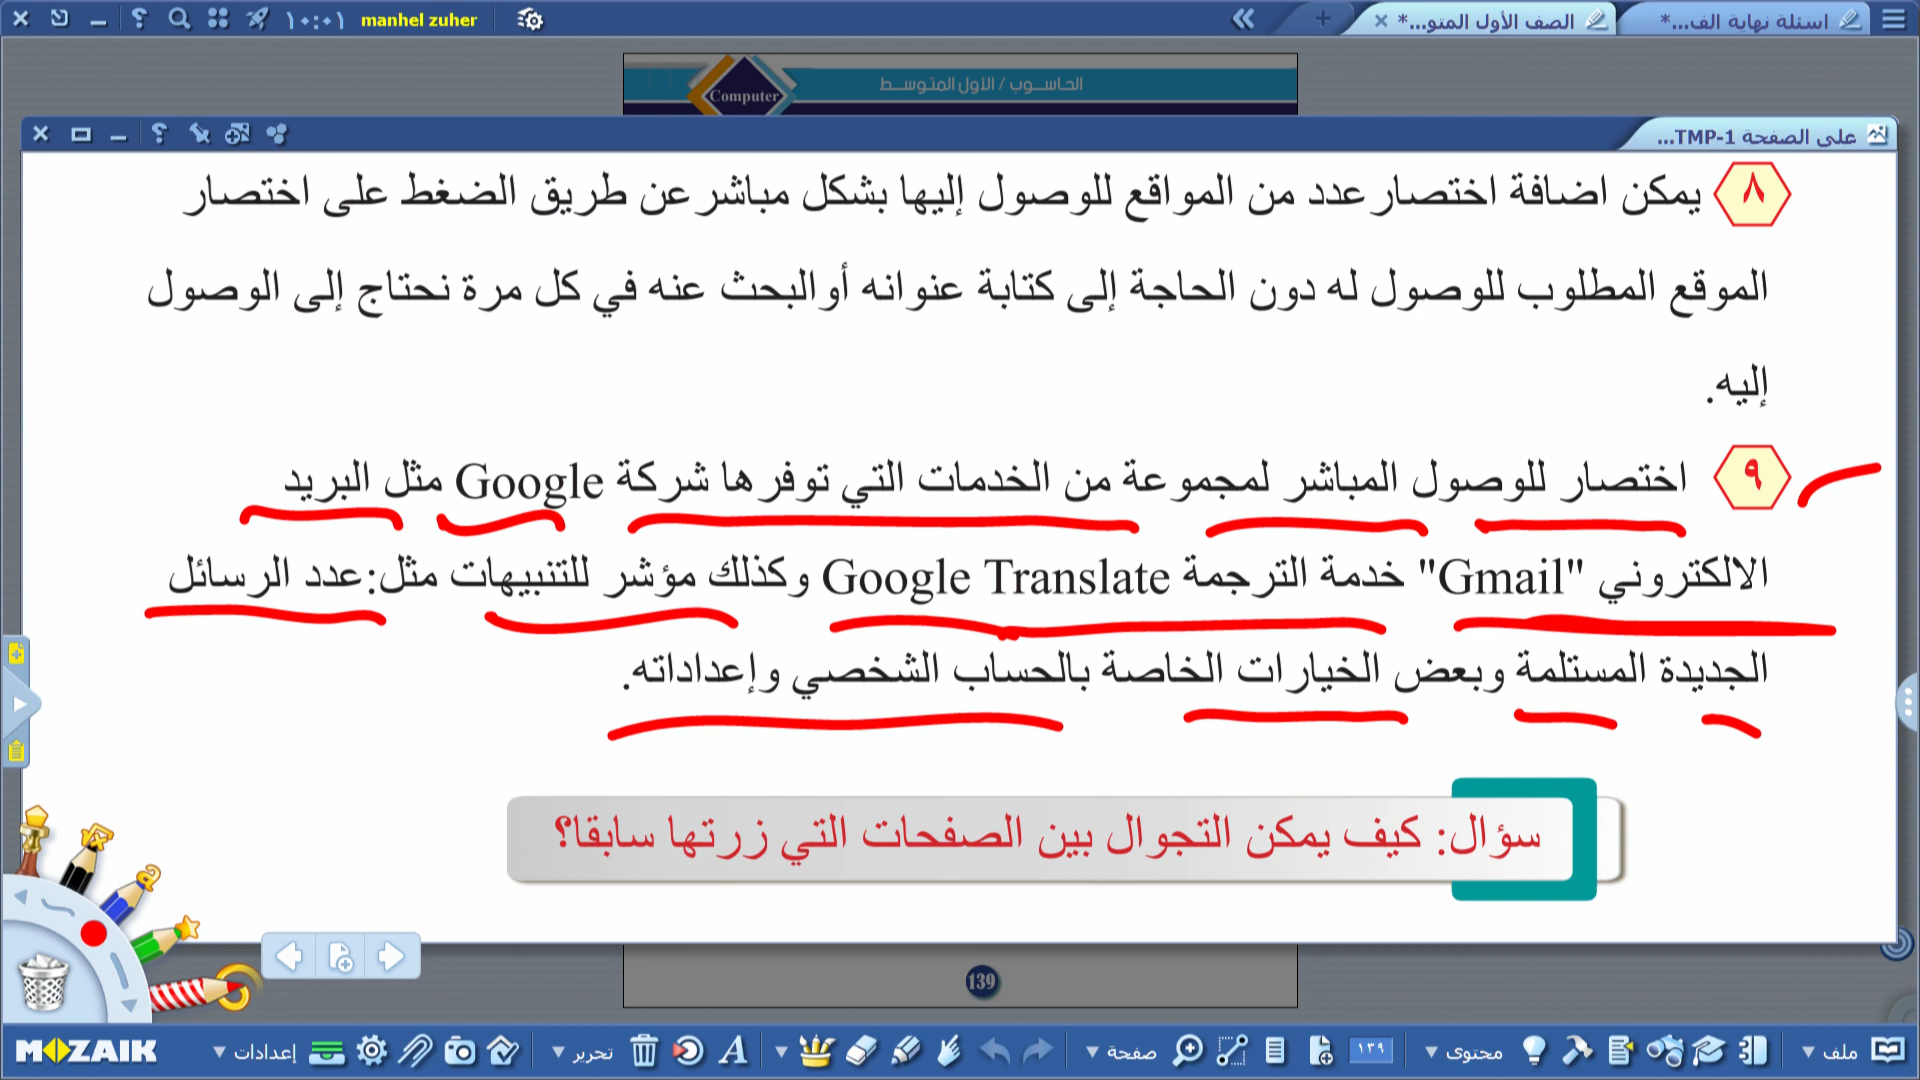 manhel zuher
١٠:٠١
الصف الأول المتو...*
اسئلة نهاية الف...*
Computer
الحاسوب / الأول المتوسط
على الصفحة TMP-1...
٨ يمكن اضافة اختصار عدد من المواقع للوصول إليها بشكل مباشر عن طريق الضغط على اختصار
الموقع المطلوب للوصول له دون الحاجة إلى كتابة عنوانه أو البحث عنه في كل مرة نحتاج إلى الوصول
إليه.
٩ اختصار للوصول المباشر لمجموعة من الخدمات التي توفرها شركة Google مثل البريد
الالكتروني "Gmail" خدمة الترجمة Google Translate وكذلك مؤشر للتنبيهات مثل:عدد الرسائل
الجديدة المستلمة وبعض الخيارات الخاصة بالحساب الشخصي وإعداداته.
سؤال: كيف يمكن التجوال بين الصفحات التي زرتها سابقا؟
139
MOZAIK
إعدادات
تحرير
صفحة
١٣٩
محتوى
ملف